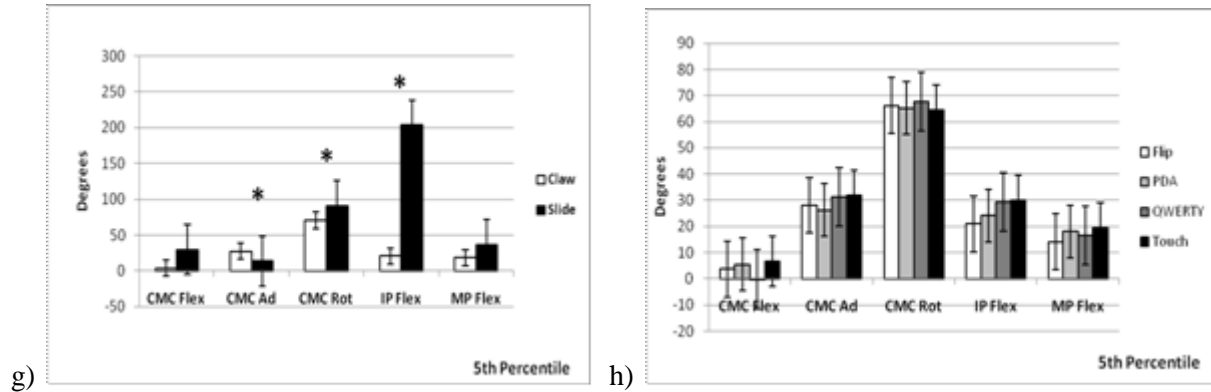 g)
300
250
200
150
100
50
0
-50
Degrees
*
*
*
CMC Flex CMC Ad CMC Rot IP Flex MP Flex
Claw
Slide
5th Percentile
h)
90
80
70
60
50
40
30
20
10
0
-10
-20
Degrees
CMC Flex CMC Ad CMC Rot IP Flex MP Flex
Flip
PDA
QWERTY
Touch
5th Percentile